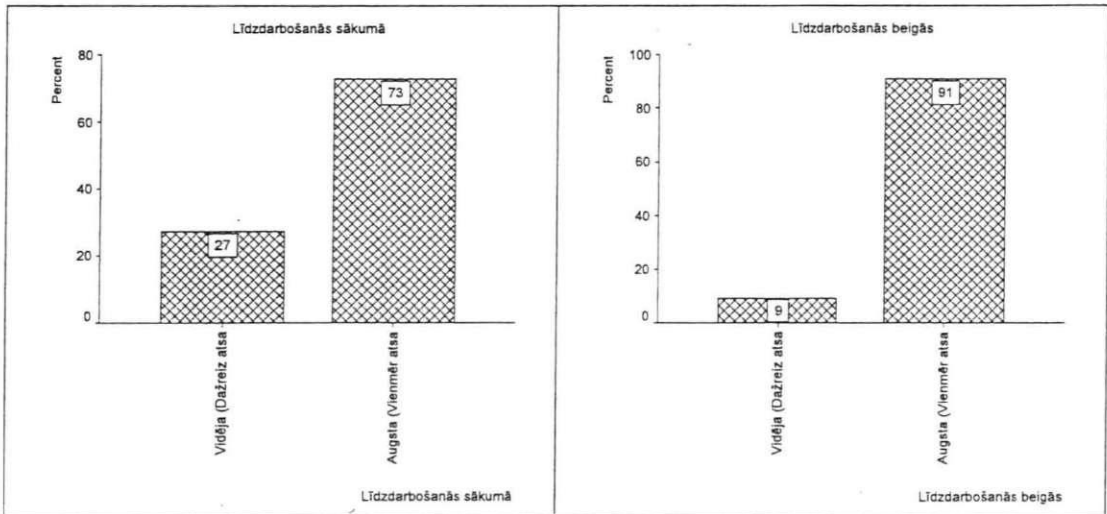 Līdzdarbošanās sākumā
Percent
80
60
40
20
0
27
73
Vidēja (Dažreiz atsa
Augsta (Vienmēr atsa
Līdzdarbošanās sākumā
Līdzdarbošanās beigās
Percent
100
80
60
40
20
0
9
91
Vidēja (Dažreiz atsa
Augsta (Vienmēr atsa
Līdzdarbošanās beigās